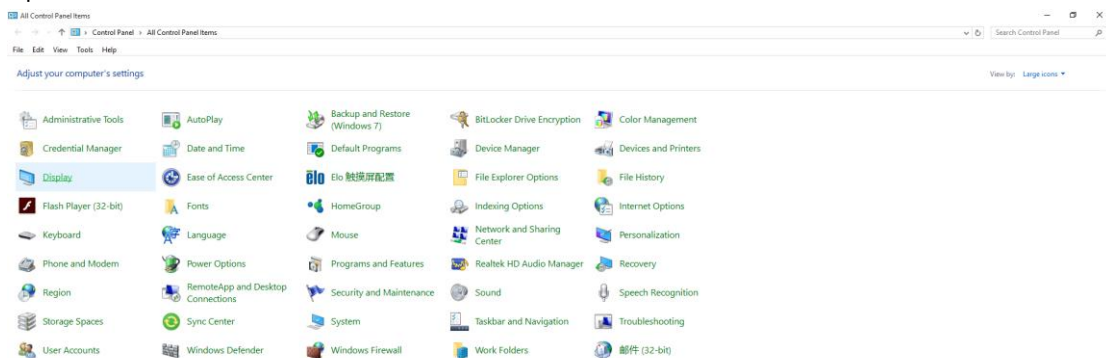 All Control Panel Items
Control Panel > All Control Panel Items
Search Control Panel
File Edit View Tools Help
Adjust your computer's settings
View by: Large icons
Administrative Tools
AutoPlay
Backup and Restore
(Windows 7)
BitLocker Drive Encryption
Color Management
Credential Manager
Date and Time
Default Programs
Device Manager
Devices and Printers
Display
Ease of Access Center
elo Elo 触摸屏配置
File Explorer Options
File History
Flash Player (32-bit)
Fonts
HomeGroup
Indexing Options
Internet Options
Keyboard
Language
Mouse
Network and Sharing
Center
Personalization
Phone and Modem
Power Options
Programs and Features
Realtek HD Audio Manager
Recovery
Region
RemoteApp and Desktop
Connections
Security and Maintenance
Sound
Speech Recognition
Storage Spaces
Sync Center
System
Taskbar and Navigation
Troubleshooting
User Accounts
Windows Defender
Windows Firewall
Work Folders
邮件 (32-bit)